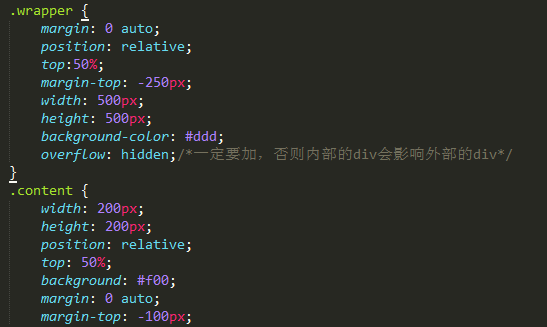 .wrapper {
margin: 0 auto;
position: relative;
top:50%;
margin-top: -250px;
width: 500px;
height: 500px;
background-color: #ddd;
overflow: hidden;/*一定要加，否则内部的div会影响外部的div*/
}
.content {
width: 200px;
height: 200px;
position: relative;
top: 50%;
background: #f00;
margin: 0 auto;
margin-top: -100px;